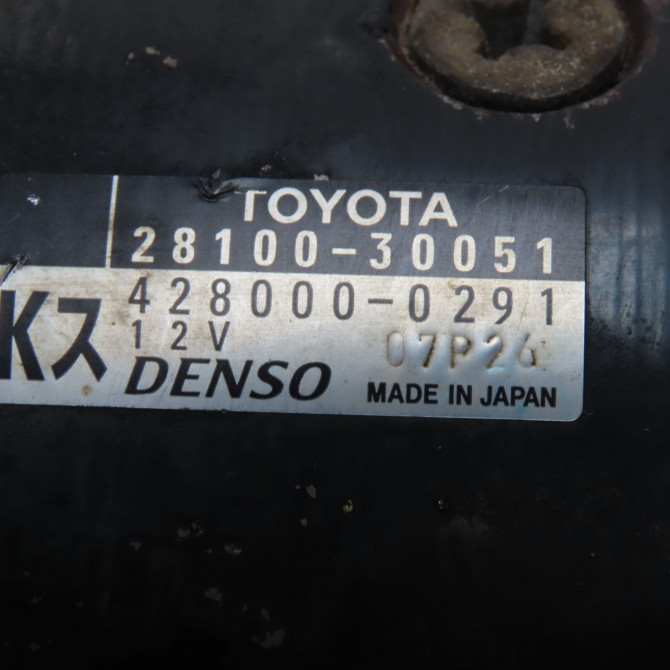 TOYOTA
28100-30051
428000-0291
Kス 12V 07P26
DENSO MADE IN JAPAN